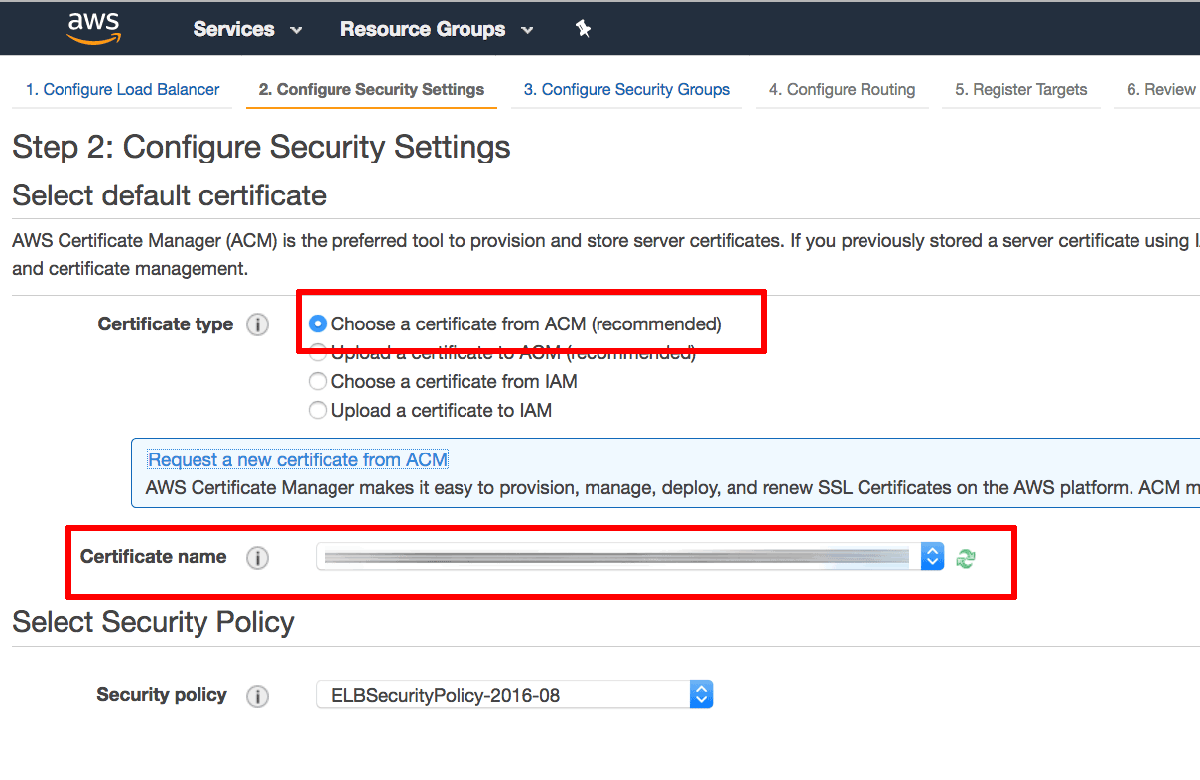 aws Services Resource Groups
1. Configure Load Balancer 2. Configure Security Settings 3. Configure Security Groups 4. Configure Routing 5. Register Targets 6. Review
Step 2: Configure Security Settings
Select default certificate
AWS Certificate Manager (ACM) is the preferred tool to provision and store server certificates. If you previously stored a server certificate using
and certificate management.
Certificate type i Choose a certificate from ACM (recommended)
Upload a certificate to ACM (recommended)
Choose a certificate from IAM
Upload a certificate to IAM
Request a new certificate from ACM
AWS Certificate Manager makes it easy to provision, manage, deploy, and renew SSL Certificates on the AWS platform. ACM m
Certificate name i
Select Security Policy
Security policy i ELBSecurityPolicy-2016-08